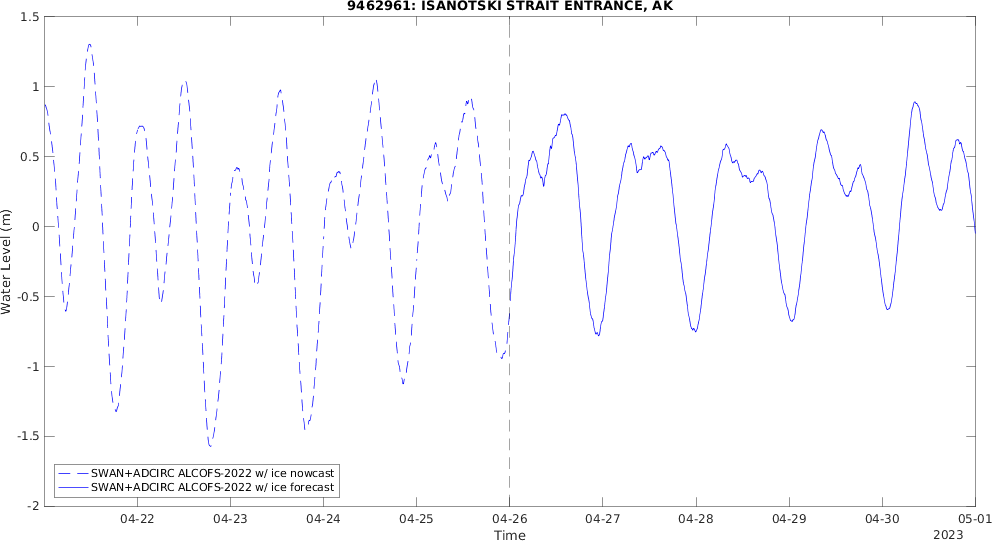 9462961: ISANOTSKI STRAIT ENTRANCE, AK
1.5
1
0.5
0
-0.5
-1
-1.5
-2
Water Level (m)
SWAN+ADCIRC ALCOFS-2022 w/ ice nowcast
SWAN+ADCIRC ALCOFS-2022 w/ ice forecast
04-22 04-23 04-24 04-25 04-26 04-27 04-28 04-29 04-30 05-01
Time
2023